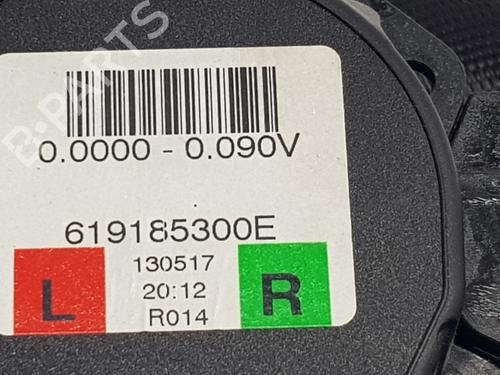 B-PARTS
0.0000 - 0.090V
619185300E
L 130517 R
20:12
R014